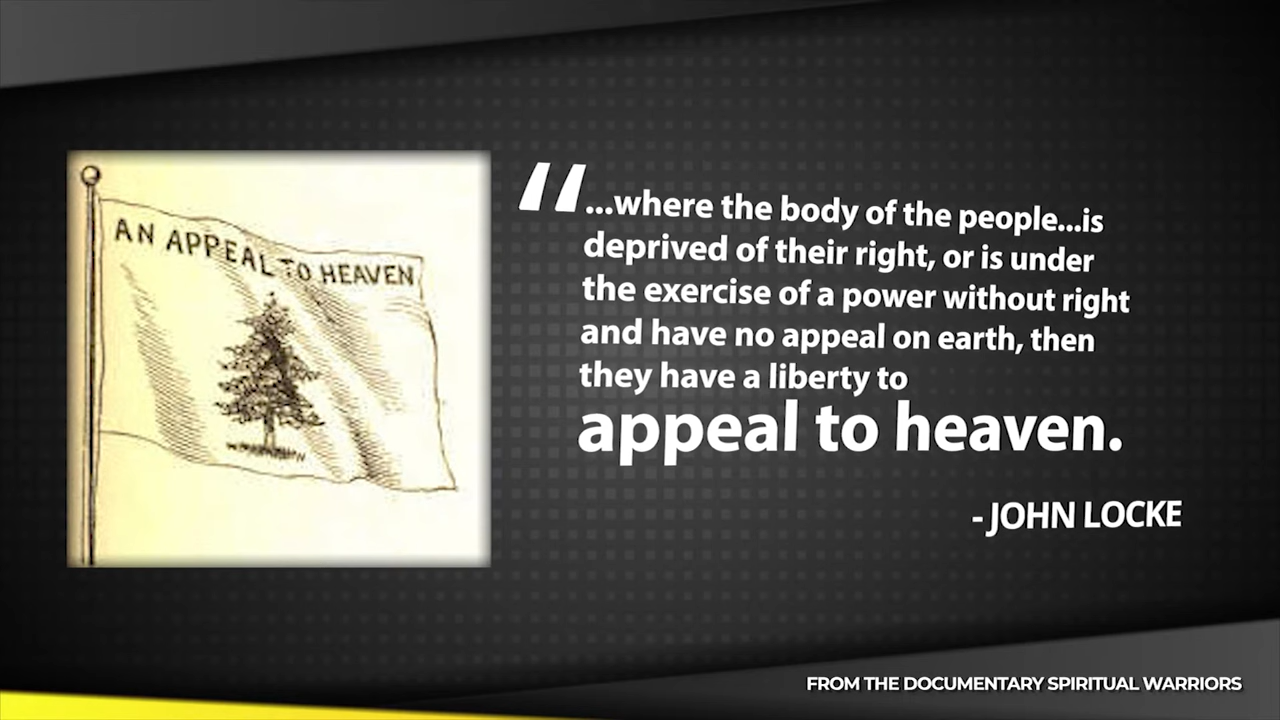 AN APPEAL TO HEAVEN
“...where the body of the people...is
deprived of their right, or is under
the exercise of a power without right
and have no appeal on earth, then
they have a liberty to
appeal to heaven.
- JOHN LOCKE
FROM THE DOCUMENTARY SPIRITUAL WARRIORS